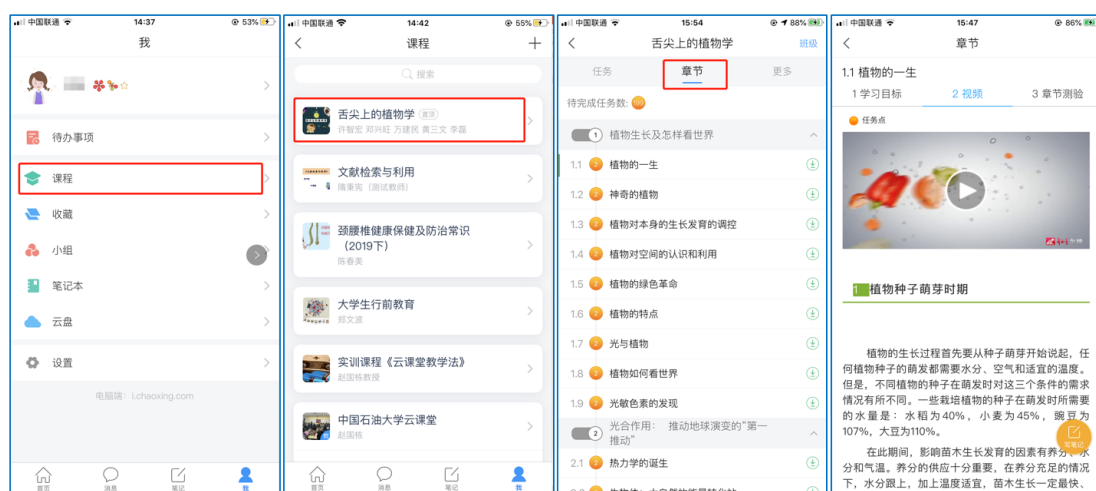 中国联通
14:37
53%
我
待办事项
课程
收藏
小组
笔记本
云盘
设置
电脑端：i.chaoxing.com
首页
消息
笔记
我
中国联通
14:42
55%
课程
搜索
舌尖上的植物学
置顶
许智宏 郑兴旺 万建民 黄三文 李磊
文献检索与利用
隋秉宪（测试教师）
颈腰椎健康保健及防治常识
（2019下）
陈春美
大学生行前教育
郑文波
实训课程《云课堂教学法》
赵国栋教授
中国石油大学云课堂
赵国栋
首页
消息
笔记
我
中国联通
15:54
88%
舌尖上的植物学
班级
任务
章节
更多
待完成任务数:
1 植物生长及怎样看世界
1.1 2 植物的一生
1.2 2 神奇的植物
1.3 2 植物对本身的生长发育的调控
1.4 2 植物对空间的认识和利用
1.5 2 植物的绿色革命
1.6 2 植物的特点
1.7 2 光与植物
1.8 2 植物如何看世界
1.9 2 光敏色素的发现
2 光合作用： 推动地球演变的"第一
推动"
2.1 2 热力学的诞生
中国联通
15:47
86%
章节
1.1 植物的一生
1 学习目标
2 视频
3 章节测验
任务点
1 植物种子萌芽时期
植物的生长过程首先要从种子萌芽开始说起，任
何植物种子的萌发都需要水分、空气和适宜的温度。
但是，不同植物的种子在萌发时对这三个条件的需求
情况有所不同。一些栽培植物的种子在萌发时所需要
的水量是：水稻为40%，小麦为45%，豌豆为
107%，大豆为110%。
写笔记
在此期间，影响苗木生长发育的因素有养分、水
分和气温。养分的供应十分重要，在养分充足的情况
下，水分跟上，加上温度适宜，苗木生长一定最快、